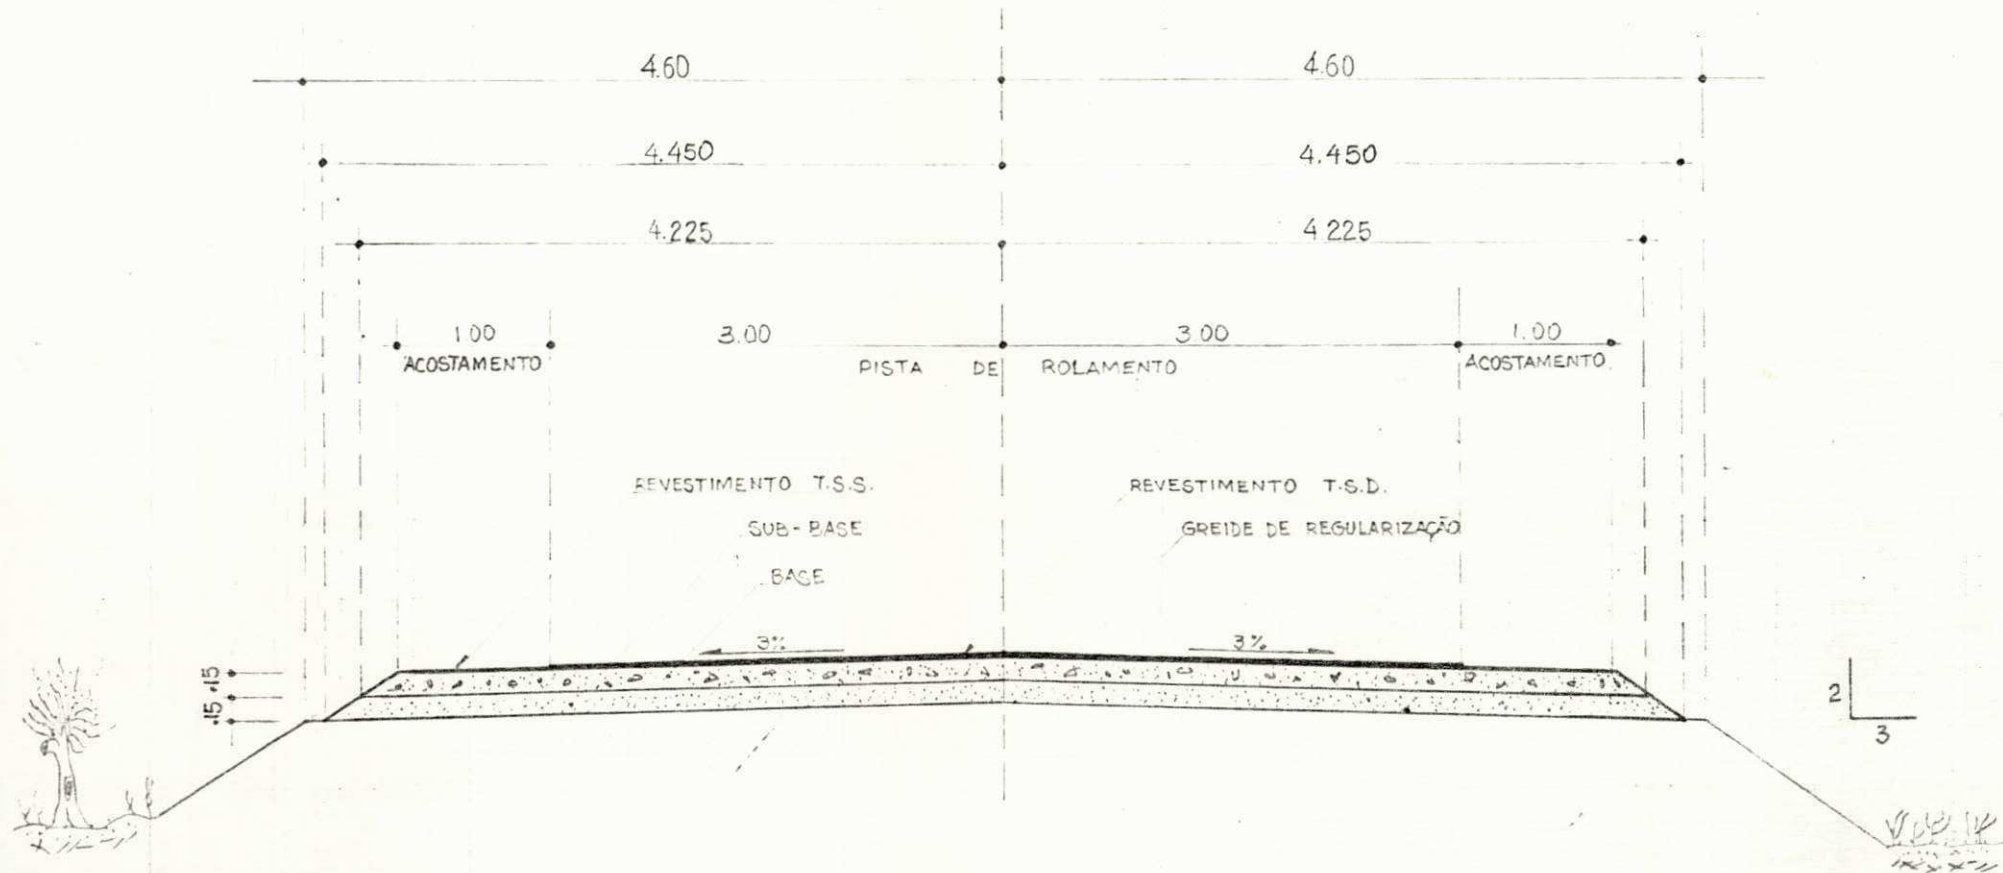 4.60 4.60
4.450 4.450
4.225 4 225
1 00 3.00 3.00 1.00
ACOSTAMENTO PISTA DE ROLAMENTO ACOSTAMENTO
REVESTIMENTO T.S.S. REVESTIMENTO T.S.D.
SUB-BASE GREIDE DE REGULARIZAÇÃO
BASE
3% 3%
.15 .15
2
3